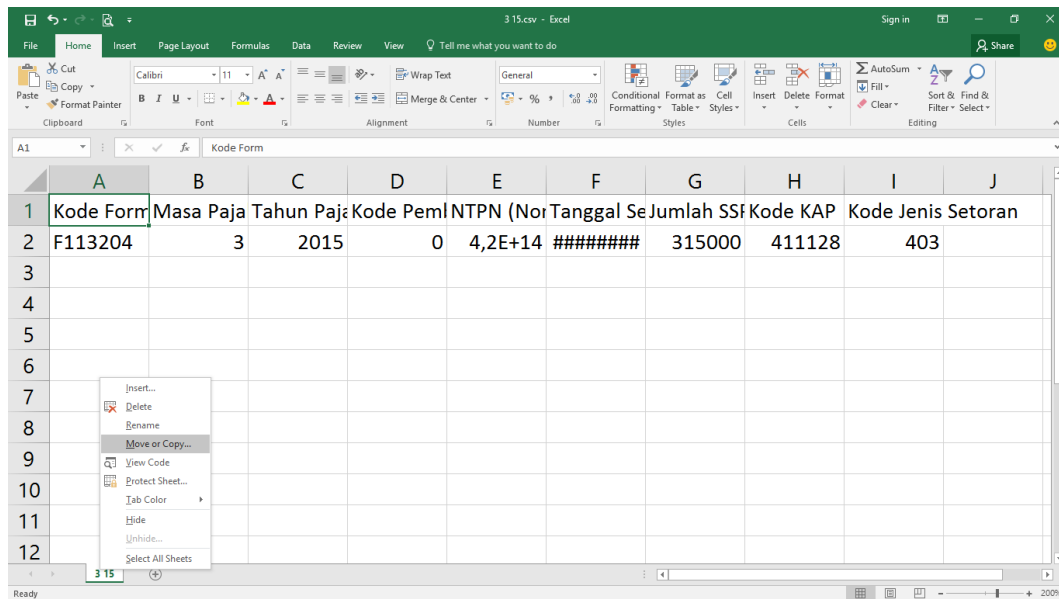 3 15.csv - Excel
Sign in
File Home Insert Page Layout Formulas Data Review View Tell me what you want to do Share
Paste
Cut
Copy
Format Painter
Clipboard
Calibri 11 A A
B I U A
Font
Wrap Text
Merge & Center
Alignment
General
% , .00 .0
Number
Conditional Formatting
Format as Table
Cell Styles
Styles
Insert Delete Format
Cells
AutoSum
Fill
Clear
Sort & Filter
Find & Select
Editing
A1 fx Kode Form
A B C D E F G H I J
1 Kode Form Masa Paja Tahun Paja Kode Pem NTPN (Nor Tanggal Se Jumlah SSP Kode KAP Kode Jenis Setoran
2 F113204 3 2015 0 4,2E+14 ######## 315000 411128 403
3
4
5
6
7
8
9
10
11
12
Insert...
Delete
Rename
Move or Copy...
View Code
Protect Sheet...
Tab Color
Hide
Unhide...
Select All Sheets
3 15
Ready